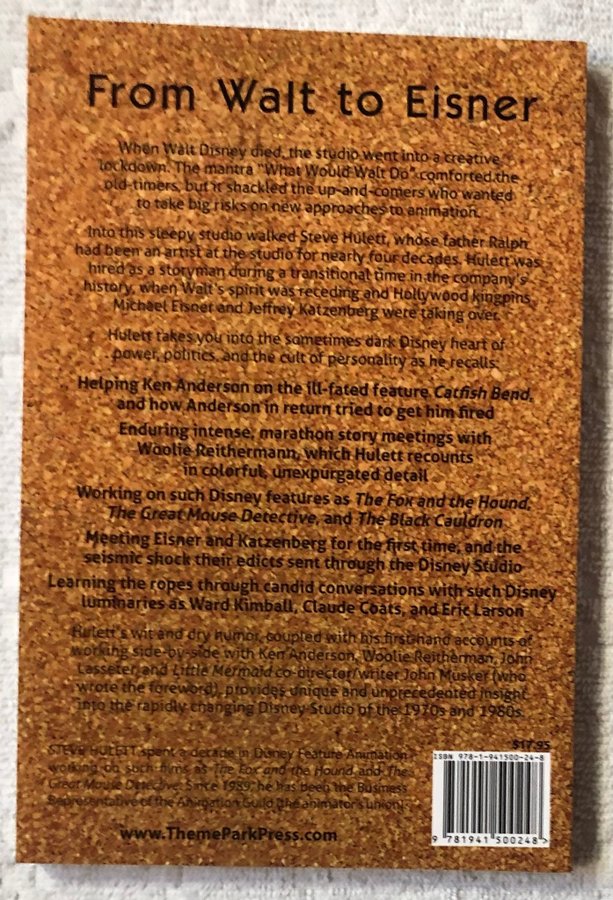 From Walt to Eisner
When Walt Disney died, the studio went into a creative
lockdown. The mantra "What Would Walt Do" comforted the
old-timers, but it shackled the up-and-comers who wanted
to take big risks on new approaches to animation.
Into this sleepy studio walked Steve Hulett, whose father Ralph
had been an artist at the studio for nearly four decades. Hulett was
hired as a storyman during a transitional time in the company's
history, when Walt's spirit was receding and Hollywood kingpins
Michael Eisner and Jeffrey Katzenberg were taking over.
Hulett takes you into the sometimes dark Disney heart of
power, politics, and the cult of personality as he recalls:
Helping Ken Anderson on the ill-fated feature Catfish Bend,
and how Anderson in return tried to get him fired
Enduring intense, marathon story meetings with
Woolie Reithermann, which Hulett recounts
in colorful, unexpurgated detail
Working on such Disney features as The Fox and the Hound,
The Great Mouse Detective, and The Black Cauldron
Meeting Eisner and Katzenberg for the first time, and the
seismic shock their edicts sent through the Disney Studio
Learning the ropes through candid conversations with such Disney
luminaries as Ward Kimball, Claude Coats, and Eric Larson
Hulett's wit and dry humor, coupled with his firsthand accounts of
working side-by-side with Ken Anderson, Woolie Reitherman, John
Lasseter, and Little Mermaid co-director/writer John Musker (who
wrote the foreword), provides unique and unprecedented insight
into the rapidly changing Disney Studio of the 1970s and 1980s.
STEVE HULETT spent a decade in Disney Feature Animation
working on such films as The Fox and the Hound and The
Great Mouse Detective. Since 1989, he has been the Business
Representative of the Animation Guild (the animator's union).
www.ThemeParkPress.com
$17.95
ISBN 978-1-941500-24-8
9 781941 500248 >